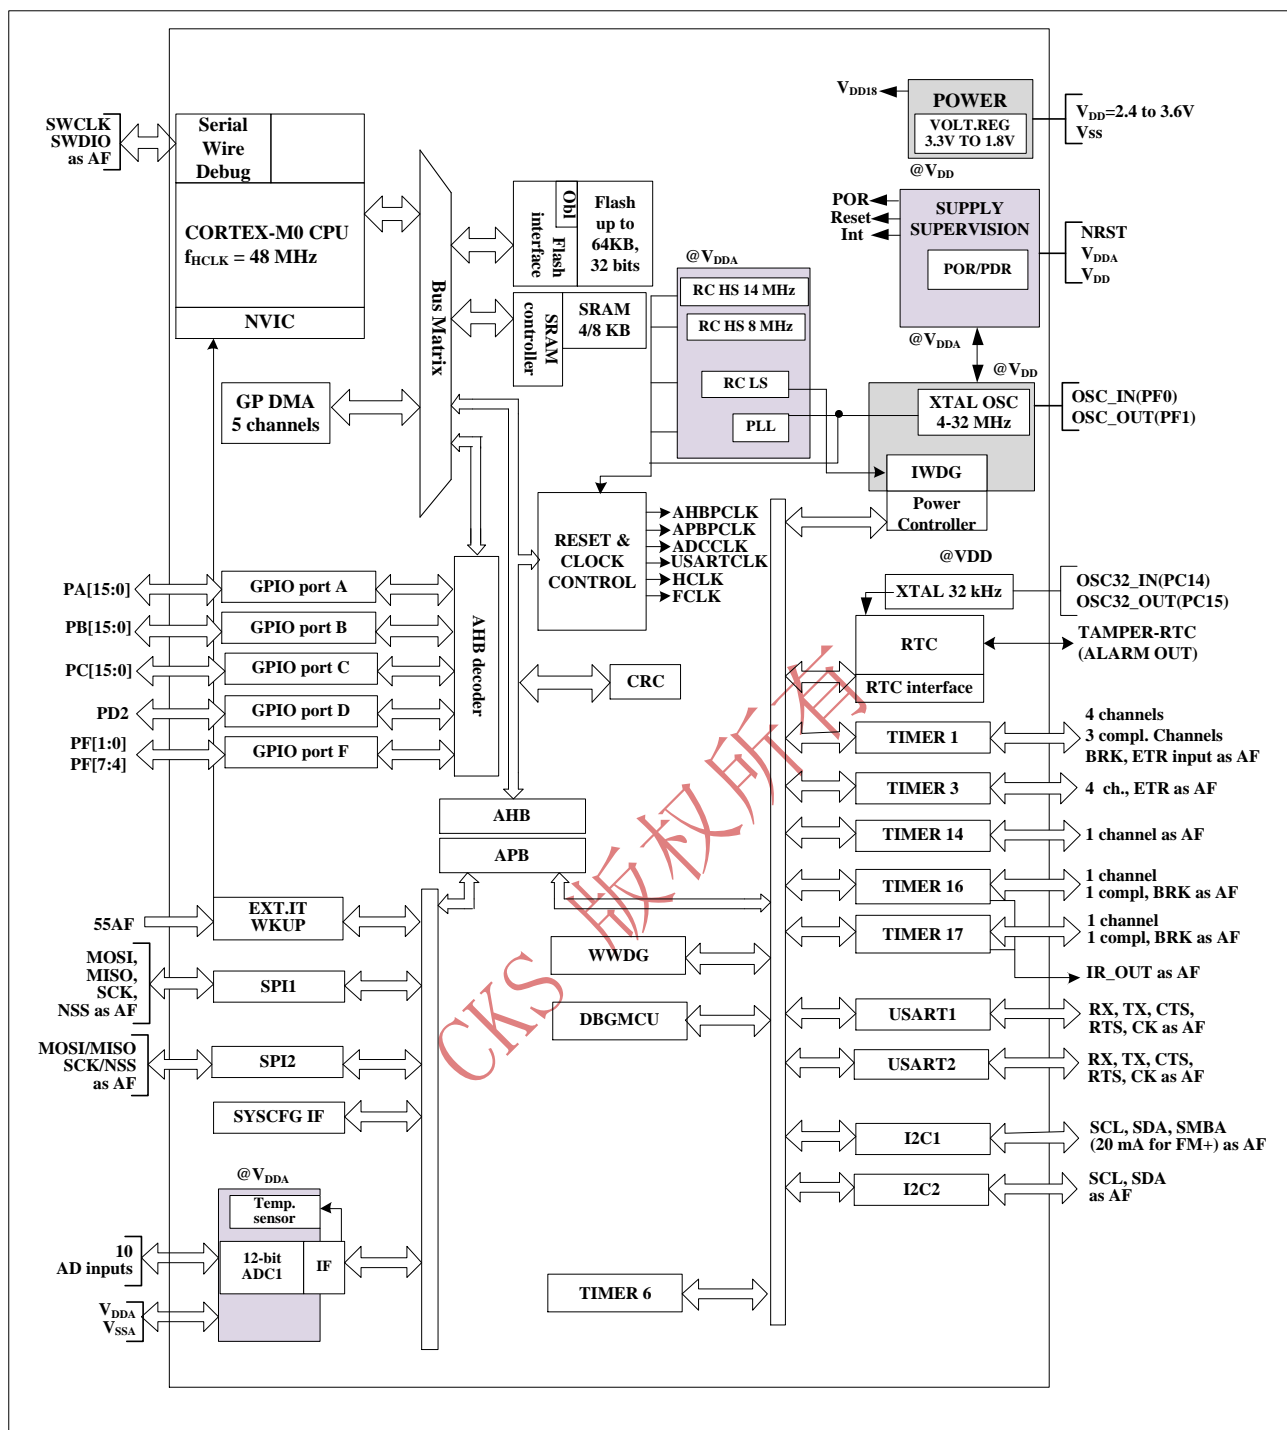 SWCLK
SWDIO
as AF
Serial
Wire
Debug
CORTEX-M0 CPU
fHCLK = 48 MHz
NVIC
GP DMA
5 channels
Bus Matrix
Obl
Flash
interface
Flash
up to
64KB,
32 bits
SRAM
controller
SRAM
4/8 KB
@VDDA
RC HS 14 MHz
RC HS 8 MHz
RC LS
PLL
VDD18
POWER
VOLT.REG
3.3V TO 1.8V
@VDD
VDD=2.4 to 3.6V
Vss
POR
Reset
Int
SUPPLY
SUPERVISION
POR/PDR
NRST
VDDA
VDD
@VDDA
@VDD
XTAL OSC
4-32 MHz
OSC_IN(PF0)
OSC_OUT(PF1)
IWDG
Power
Controller
RESET &
CLOCK
CONTROL
AHBPCLK
APBPCLK
ADCCLK
USARTCLK
HCLK
FCLK
@VDD
XTAL 32 kHz
OSC32_IN(PC14)
OSC32_OUT(PC15)
RTC
RTC interface
TAMPER-RTC
(ALARM OUT)
PA[15:0]
GPIO port A
PB[15:0]
GPIO port B
PC[15:0]
GPIO port C
PD2
GPIO port D
PF[1:0]
PF[7:4]
GPIO port F
AHB decoder
CRC
AHB
APB
TIMER 1
4 channels
3 compl. Channels
BRK, ETR input as AF
TIMER 3
4 ch., ETR as AF
TIMER 14
1 channel as AF
TIMER 16
1 channel
1 compl, BRK as AF
TIMER 17
1 channel
1 compl, BRK as AF
IR_OUT as AF
55AF
EXT.IT
WKUP
MOSI,
MISO,
SCK,
NSS as AF
SPI1
MOSI/MISO
SCK/NSS
as AF
SPI2
SYSCFG IF
WWDG
DBGMCU
USART1
RX, TX, CTS,
RTS, CK as AF
USART2
RX, TX, CTS,
RTS, CK as AF
I2C1
SCL, SDA, SMBA
(20 mA for FM+) as AF
I2C2
SCL, SDA
as AF
@VDDA
Temp.
sensor
10
AD inputs
12-bit
ADC1
IF
VDDA
VSSA
TIMER 6
CKS 版权所有